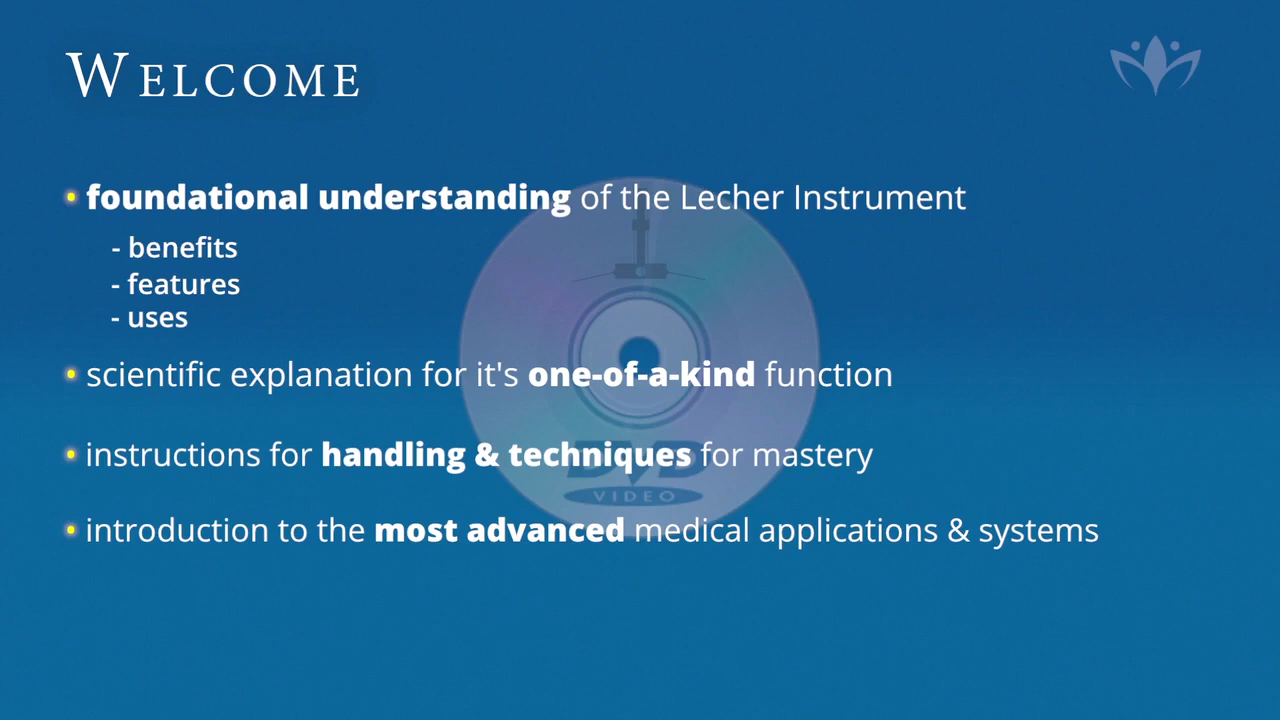 WELCOME
• foundational understanding of the Lecher Instrument
- benefits
- features
- uses
• scientific explanation for it's one-of-a-kind function
• instructions for handling & techniques for mastery
DVD
VIDEO
• introduction to the most advanced medical applications & systems